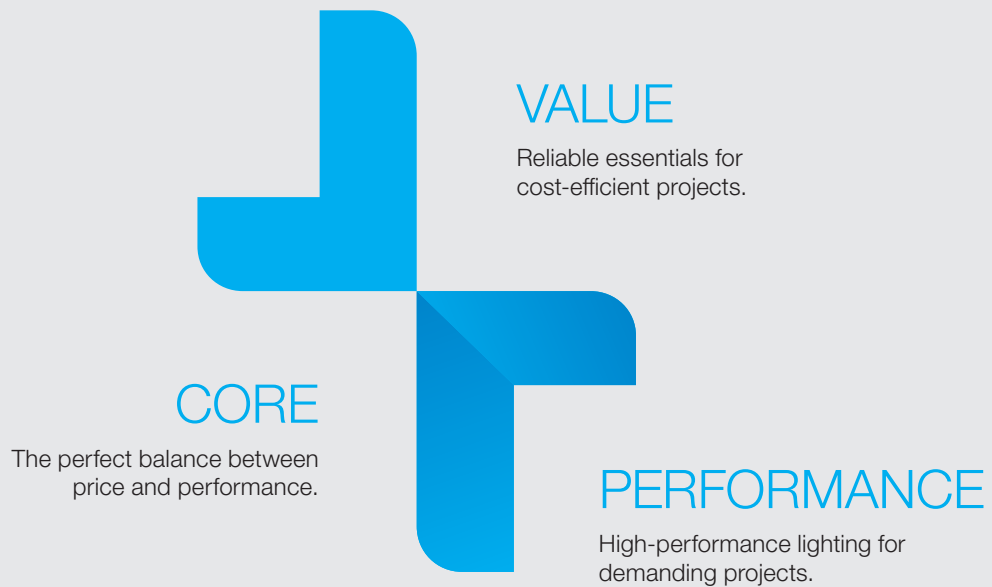 VALUE
Reliable essentials for
cost-efficient projects.
CORE
The perfect balance between
price and performance.
PERFORMANCE
High-performance lighting for
demanding projects.